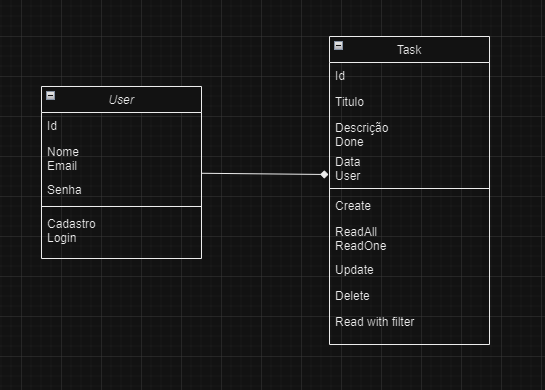 User
Id
Nome
Email
Senha
Cadastro
Login
Task
Id
Titulo
Descrição
Done
Data
User
Create
ReadAll
ReadOne
Update
Delete
Read with filter